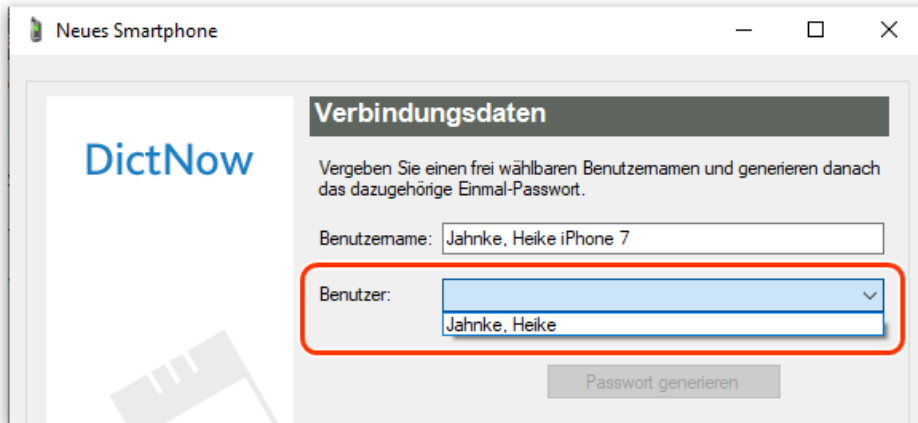 Neues Smartphone
DictNow
Verbindungsdaten
Vergeben Sie einen frei wählbaren Benutzernamen und generieren danach
das dazugehörige Einmal-Passwort.
Benutzername: Jahnke, Heike iPhone 7
Benutzer:
Jahnke, Heike
Passwort generieren